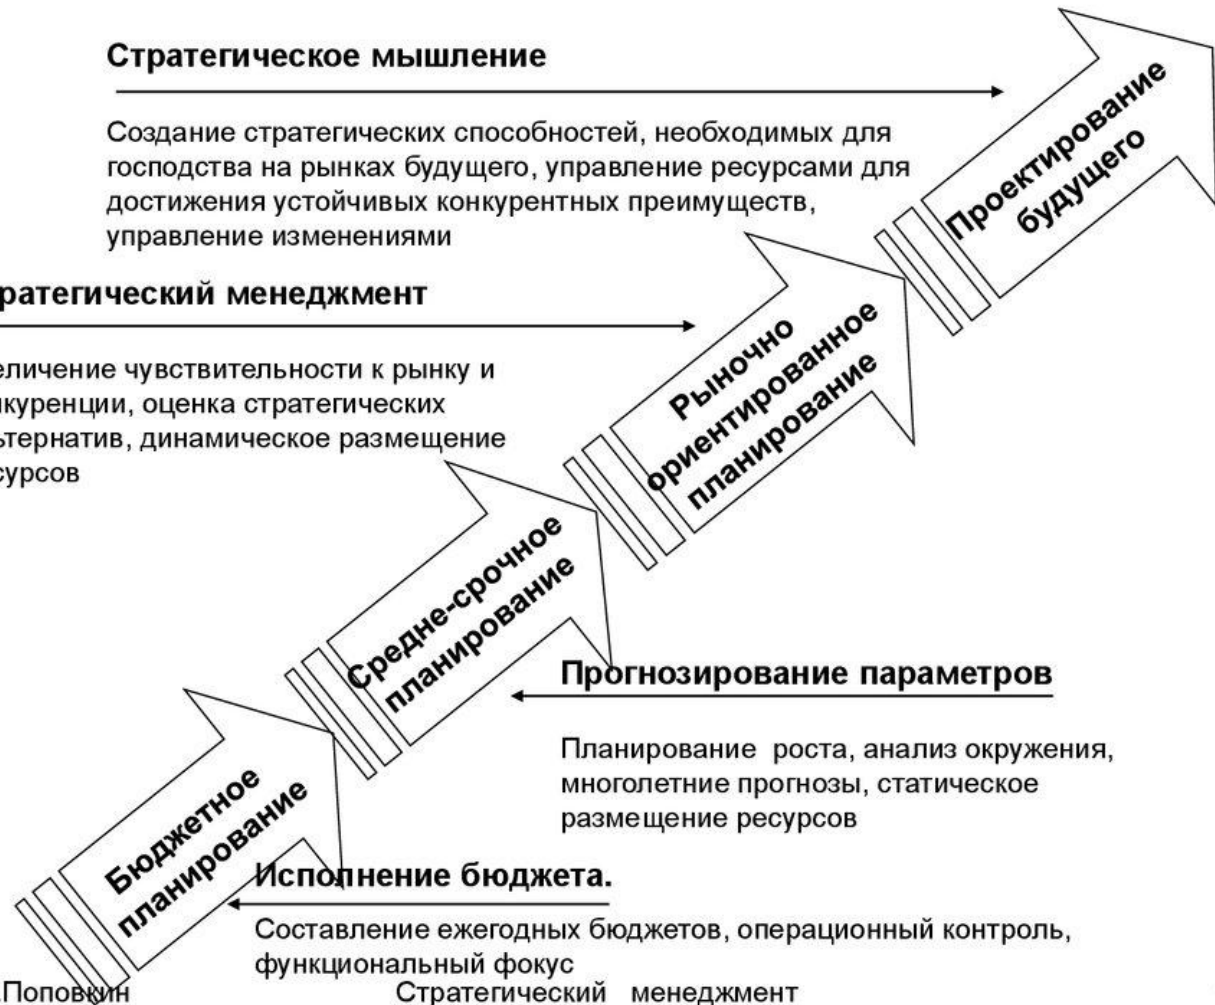 Стратегическое мышление
Создание стратегических способностей, необходимых для
господства на рынках будущего, управление ресурсами для
достижения устойчивых конкурентных преимуществ,
управление изменениями
Проектирование
будущего
ратегический менеджмент
еличение чувствительности к рынку и
куренции, оценка стратегических
тернатив, динамическое размещение
сурсов
Рыночно
ориентированное
планирование
Средне-срочное
планирование
Прогнозирование параметров
Планирование роста, анализ окружения,
многолетние прогнозы, статическое
размещение ресурсов
Бюджетное
планирование
Исполнение бюджета.
Составление ежегодных бюджетов, операционный контроль,
функциональный фокус
.Поповкин
Стратегический менеджмент